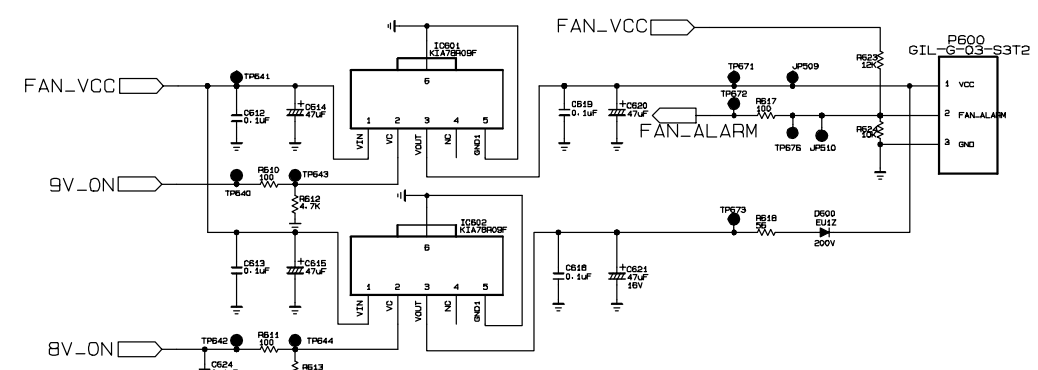 FAN_VCC
P600
GIL-G-03-S3T2
IC601
KIA78R09F
R623
12K
FAN_VCC
TP641
6
TP671
JP509
1 VCC
C612
0.1uF
C614
47uF
C619
0.1uF
C620
47uF
TP672
R617
100
2 FAN_ALARM
FAN_ALARM
TP676
JP510
R624
10K
3 GND
1 2 3 4 5
VIN
VC
VOUT
NC
GND1
9V_ON
TP640
R610
100
TP643
R612
4.7K
IC602
KIA78R09F
6
TP673
R618
56
D600
EU1Z
200V
C613
0.1uF
C615
47uF
1 2 3 4 5
VIN
VC
VOUT
NC
GND1
C618
0.1uF
C621
47uF
16V
8V_ON
TP642
R611
100
TP644
C624
R613